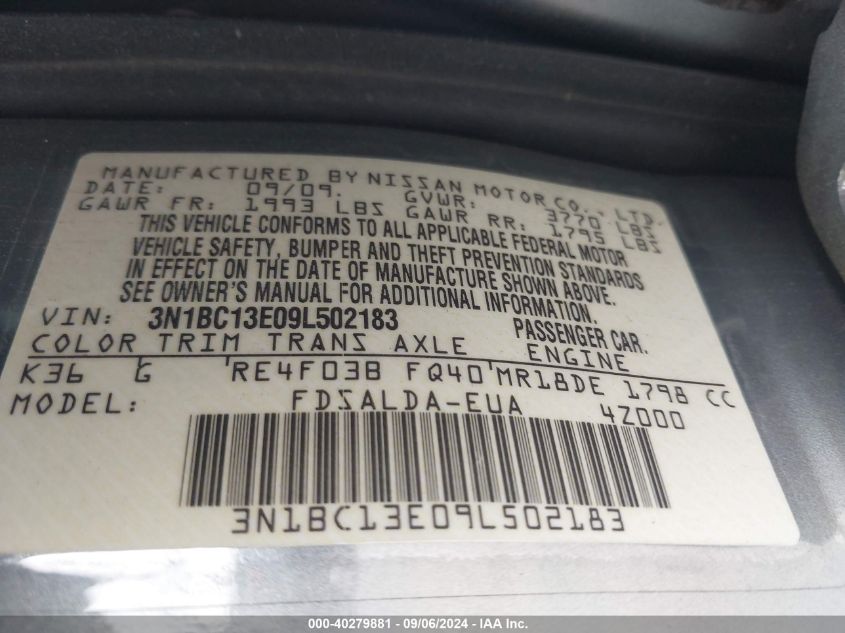 MANUFACTURED BY NISSAN MOTOR CO., LTD.
DATE: 09/09. GVWR: 3770 LBS
GAWR FR: 1993 LBS GAWR RR: 1795 LBS
THIS VEHICLE CONFORMS TO ALL APPLICABLE FEDERAL MOTOR
VEHICLE SAFETY, BUMPER AND THEFT PREVENTION STANDARDS
IN EFFECT ON THE DATE OF MANUFACTURE SHOWN ABOVE.
SEE OWNER'S MANUAL FOR ADDITIONAL INFORMATION.
VIN: 3N1BC13E09L502183 PASSENGER CAR.
COLOR TRIM TRANS AXLE ENGINE
K36 G RE4F03B FQ40 MR18DE 1798 CC
MODEL: FDSALDA-EUA 4Z000
3N1BC13E09L502183
000-40279881 - 09/06/2024 - IAA Inc.